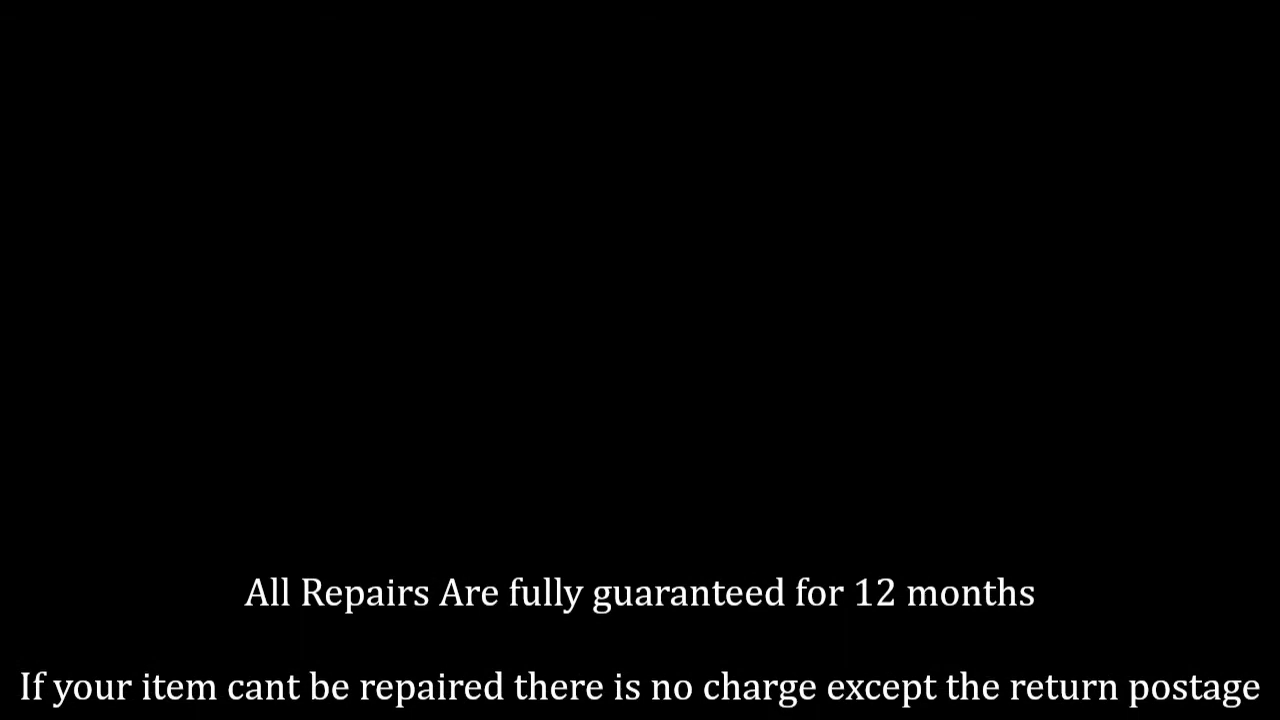 All Repairs Are fully guaranteed for 12 months
If your item cant be repaired there is no charge except the return postage